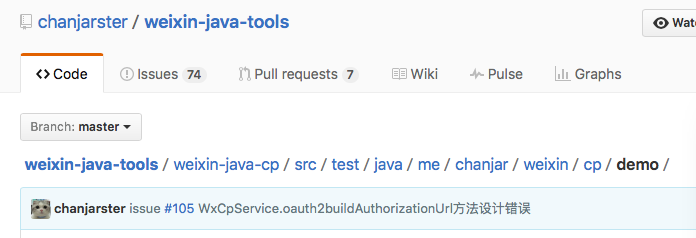 chanjarster / weixin-java-tools
Code Issues 74 Pull requests 7 Wiki Pulse Graphs
Branch: master
weixin-java-tools / weixin-java-cp / src / test / java / me / chanjar / weixin / cp / demo /
chanjarster issue #105 WxCpService.oauth2buildAuthorizationUrl方法设计错误